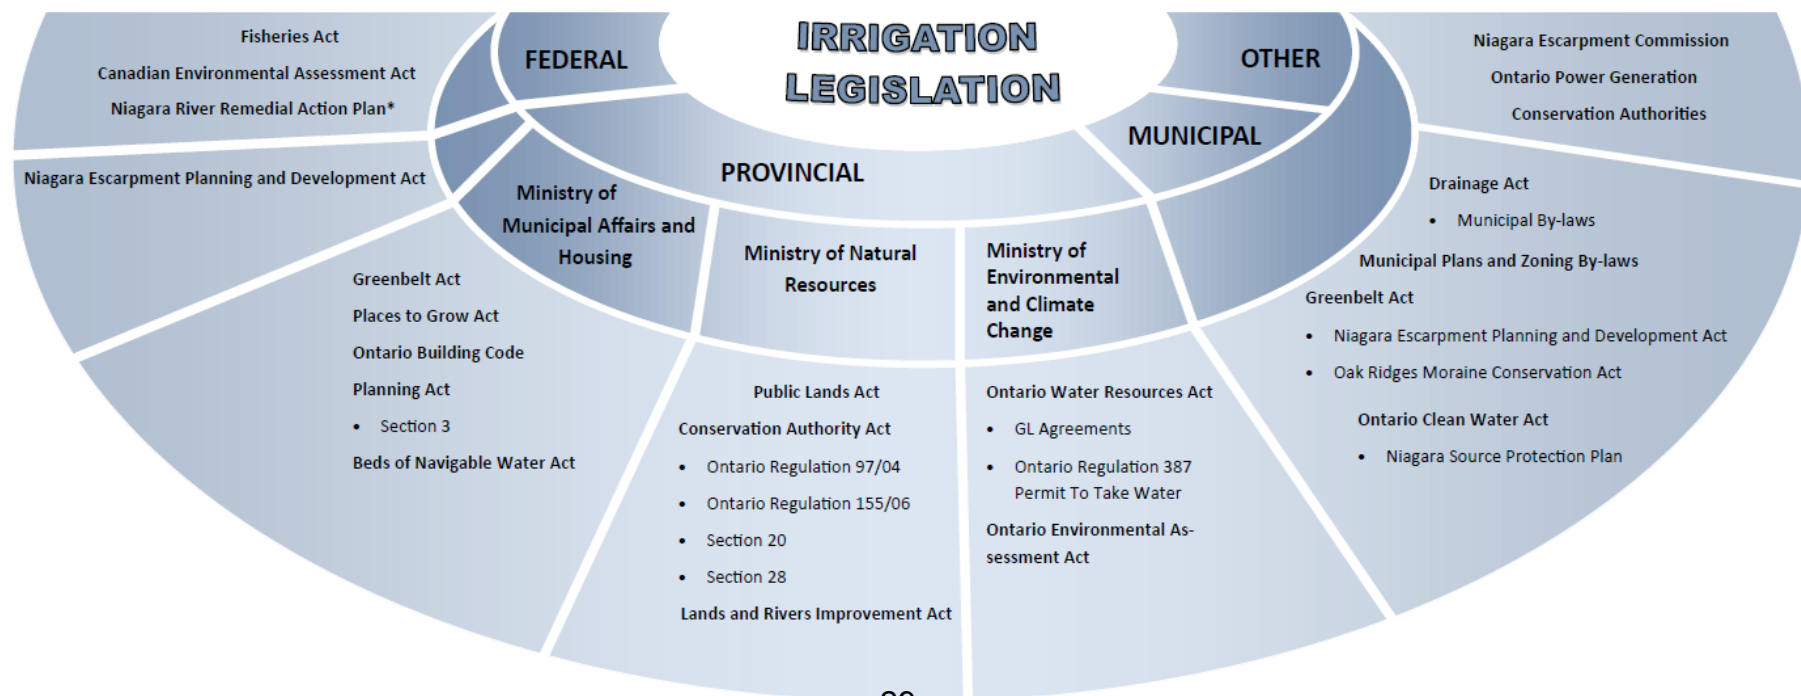 IRRIGATION
LEGISLATION
FEDERAL
Fisheries Act
Canadian Environmental Assessment Act
Niagara River Remedial Action Plan*
PROVINCIAL
Niagara Escarpment Planning and Development Act
Ministry of
Municipal Affairs and
Housing
Greenbelt Act
Places to Grow Act
Ontario Building Code
Planning Act
• Section 3
Beds of Navigable Water Act
Ministry of Natural
Resources
Public Lands Act
Conservation Authority Act
• Ontario Regulation 97/04
• Ontario Regulation 155/06
• Section 20
• Section 28
Lands and Rivers Improvement Act
Ministry of
Environmental
and Climate
Change
Ontario Water Resources Act
• GL Agreements
• Ontario Regulation 387
Permit To Take Water
Ontario Environmental As-
sessment Act
MUNICIPAL
Drainage Act
• Municipal By-laws
Municipal Plans and Zoning By-laws
Greenbelt Act
• Niagara Escarpment Planning and Development Act
• Oak Ridges Moraine Conservation Act
Ontario Clean Water Act
• Niagara Source Protection Plan
OTHER
Niagara Escarpment Commission
Ontario Power Generation
Conservation Authorities